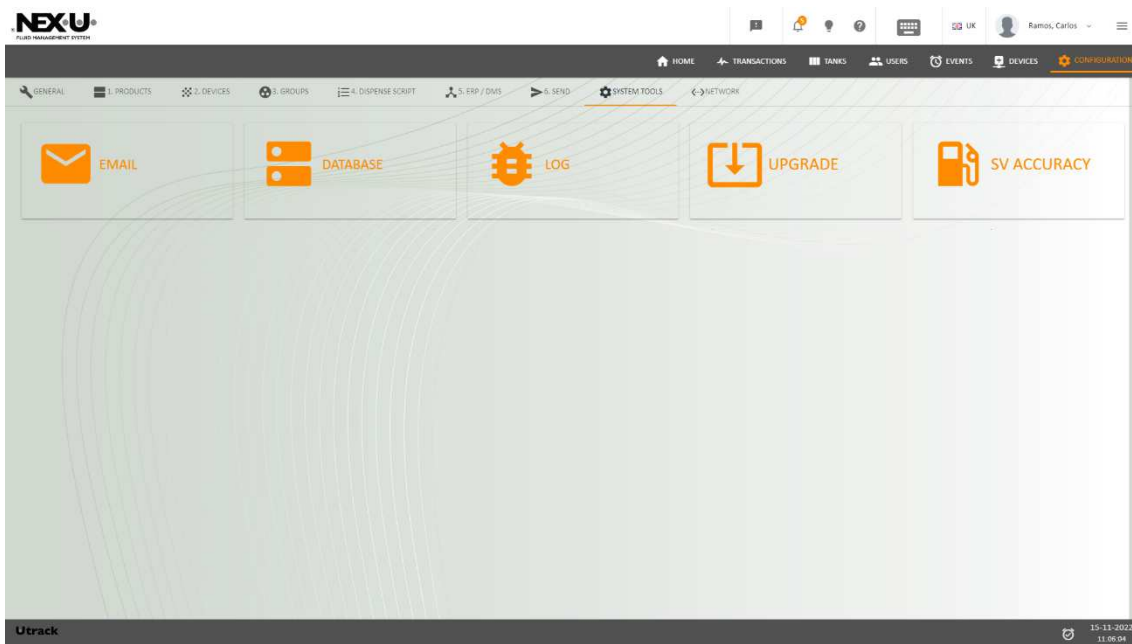 NEX·U·
FLUID MANAGEMENT SYSTEM
UK
Ramos, Carlos
HOME TRANSACTIONS TANKS USERS EVENTS DEVICES CONFIGURATION
GENERAL 1. PRODUCTS 2. DEVICES 3. GROUPS 4. DISPENSE SCRIPT 5. ERP / DMS 6. SEND SYSTEM TOOLS NETWORK
EMAIL DATABASE LOG UPGRADE SV ACCURACY
Utrack
15-11-2022
11:06:04